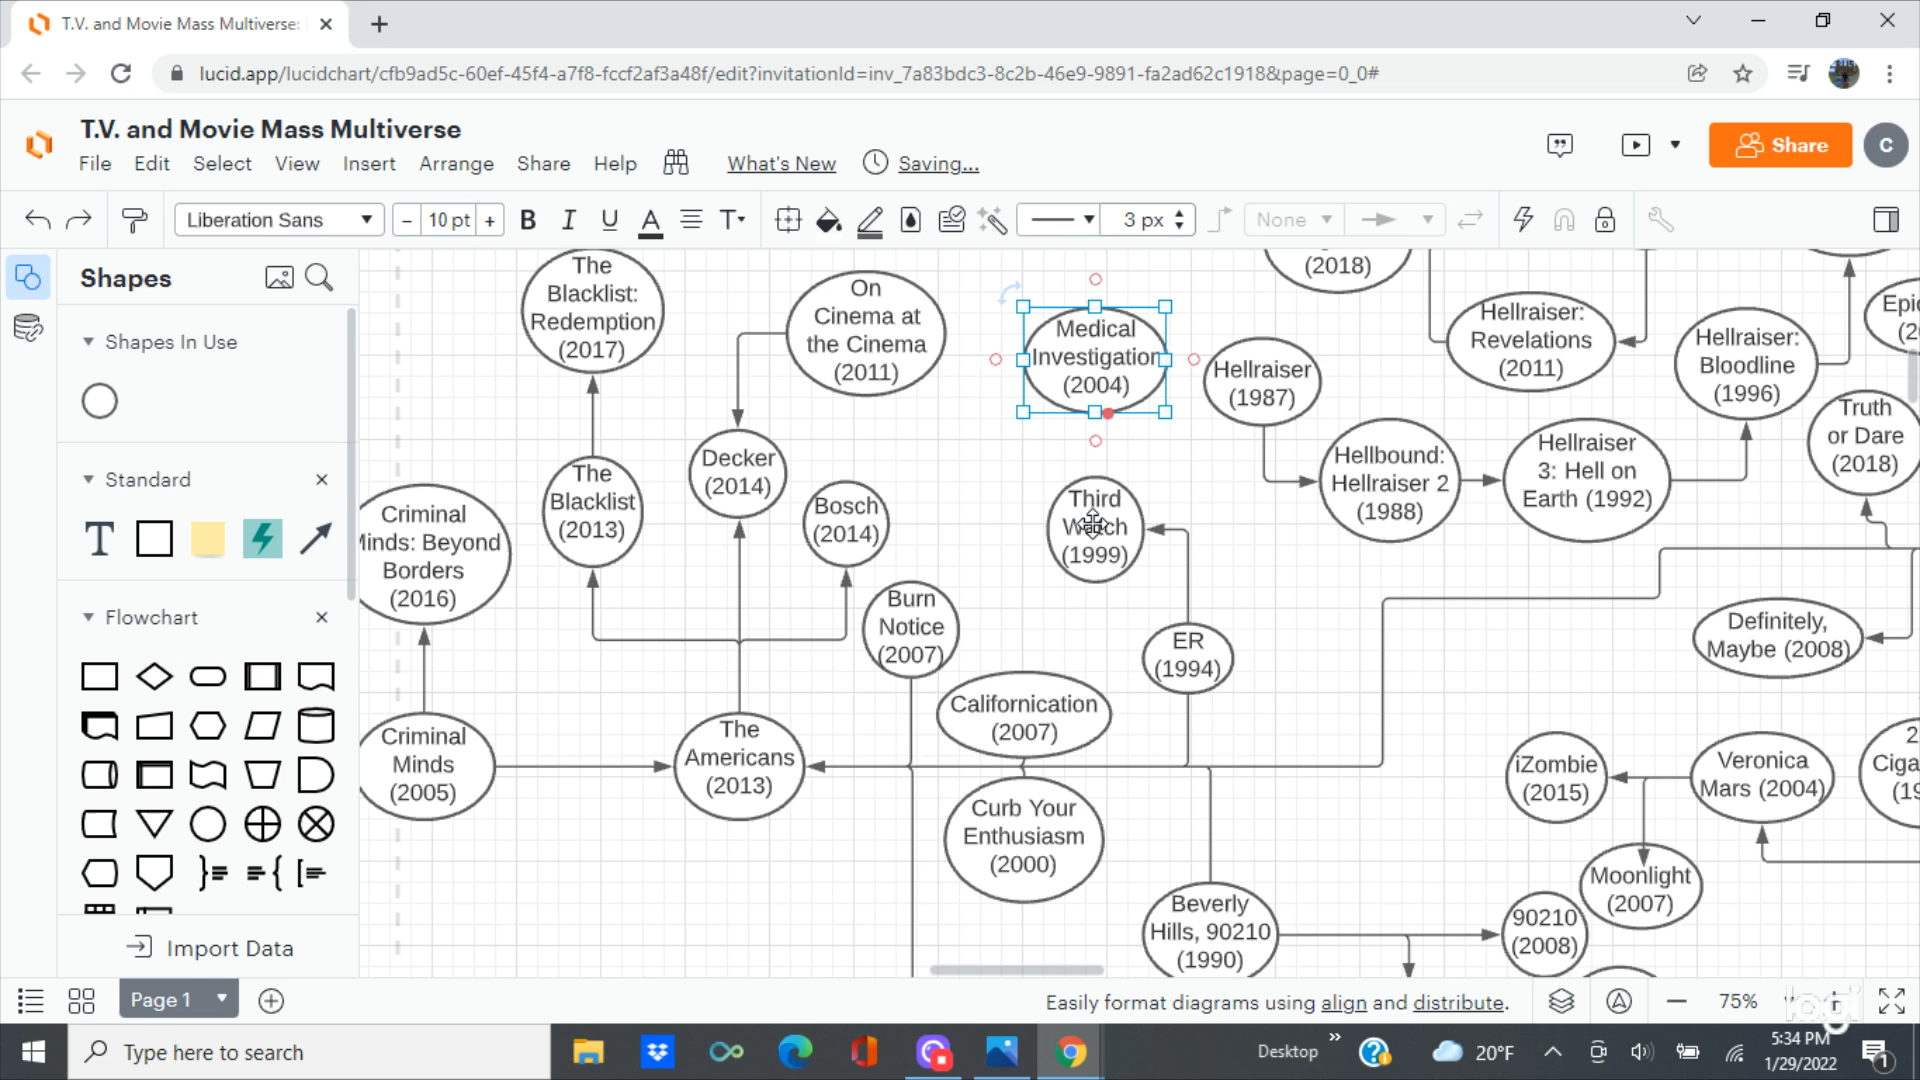 T.V. and Movie Mass Multiverse:
lucid.app/lucidchart/cfb9ad5c-60ef-45f4-a7f8-fccf2af3a48f/edit?invitationId=inv_7a83bdc3-8c2b-46e9-9891-fa2ad62c1918&page=0_0#
T.V. and Movie Mass Multiverse
File Edit Select View Insert Arrange Share Help What's New Saving...
Share
C
Liberation Sans
− 10 pt +
B I U A T
3 px
None
Shapes
Shapes In Use
Standard
T
Flowchart
Import Data
The
Blacklist:
Redemption
(2017)
On
Cinema at
the Cinema
(2011)
Medical
Investigation
(2004)
Hellraiser
(1987)
(2018)
Hellraiser:
Revelations
(2011)
Hellraiser:
Bloodline
(1996)
Truth
or Dare
(2018)
Criminal
Minds: Beyond
Borders
(2016)
The
Blacklist
(2013)
Decker
(2014)
Bosch
(2014)
Third
Watch
(1999)
Hellbound:
Hellraiser 2
(1988)
Hellraiser
3: Hell on
Earth (1992)
Burn
Notice
(2007)
ER
(1994)
Definitely,
Maybe (2008)
Criminal
Minds
(2005)
The
Americans
(2013)
Californication
(2007)
Curb Your
Enthusiasm
(2000)
iZombie
(2015)
Veronica
Mars (2004)
Moonlight
(2007)
Beverly
Hills, 90210
(1990)
90210
(2008)
Page 1
Easily format diagrams using align and distribute.
75%
logi
Type here to search
Desktop
20°F
5:34 PM
1/29/2022
1